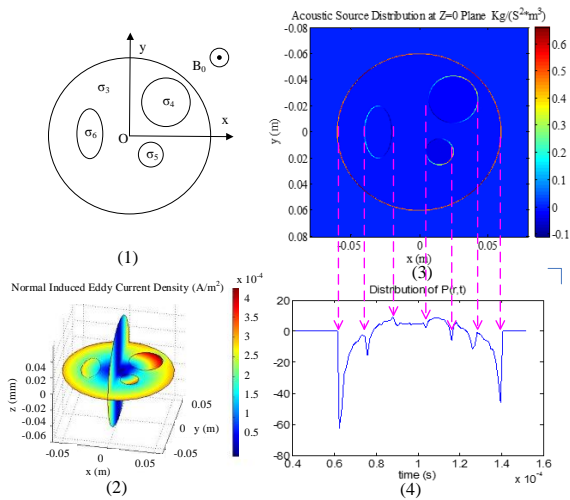 y
B₀
σ₃
σ₄
x
σ₆
O
σ₅
(1)
Acoustic Source Distribution at Z=0 Plane Kg/(S²*m³)
-0.08
-0.06
-0.04
-0.02
0
0.02
0.04
0.06
0.08
y (m)
-0.05 0 0.05
x (m)
0.6
0.5
0.4
0.3
0.2
0.1
0
-0.1
(3)
Normal Induced Eddy Current Density (A/m²)
x 10⁻⁴
4
3.5
3
2.5
2
1.5
1
0.5
0
0.04
0.02
0
-0.02
-0.04
-0.06
z (mm)
0.05
0
-0.05
y (m)
-0.05
0
0.05
x (m)
(2)
Distribution of P(r,t)
20
0
-20
-40
-60
-80
0.4 0.6 0.8 1 1.2 1.4 1.6
x 10⁻⁴
time (s)
(4)